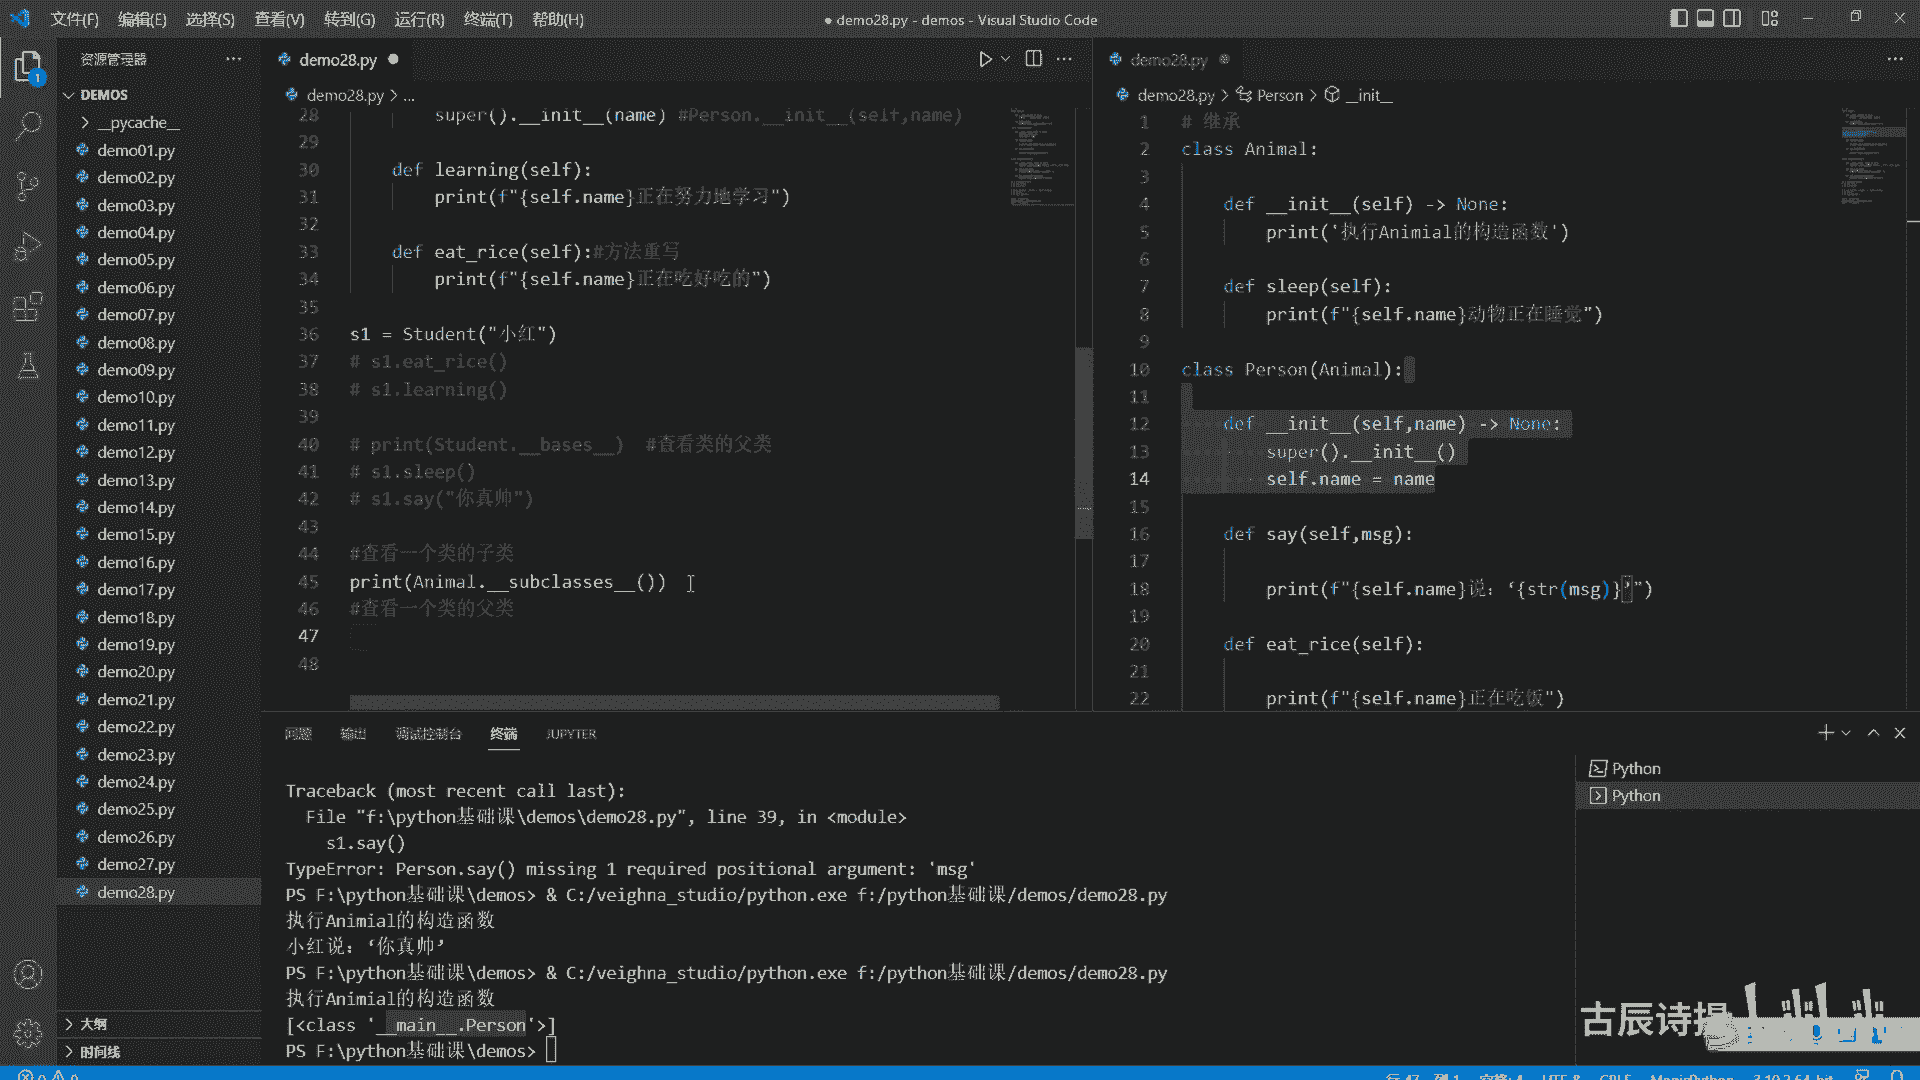 文件(F) 编辑(E) 选择(S) 查看(V) 转到(G) 运行(R) 终端(T) 帮助(H)
● demo28.py - demos - Visual Studio Code
1
资源管理器 ···
DEMOS
__pycache__
demo01.py
demo02.py
demo03.py
demo04.py
demo05.py
demo06.py
demo07.py
demo08.py
demo09.py
demo10.py
demo11.py
demo12.py
demo13.py
demo14.py
demo15.py
demo16.py
demo17.py
demo18.py
demo19.py
demo20.py
demo21.py
demo22.py
demo23.py
demo24.py
demo25.py
demo26.py
demo27.py
demo28.py
大纲
时间线
demo28.py ●
demo28.py > ...
28 super().__init__(name) #Person.__init__(self,name)
29
30 def learning(self):
31 print(f"{self.name}正在努力地学习")
32
33 def eat_rice(self):#方法重写
34 print(f"{self.name}正在吃好吃的")
35
36 s1 = Student("小红")
37 # s1.eat_rice()
38 # s1.learning()
39
40 # print(Student.__bases__) #查看类的父类
41 # s1.sleep()
42 # s1.say("你真帅")
43
44 #查看一个类的子类
45 print(Animal.__subclasses__())
46 #查看一个类的父类
47
48
demo28.py ●
demo28.py > Person > __init__
1 # 继承
2 class Animal:
3
4 def __init__(self) -> None:
5 print('执行Animial的构造函数')
6
7 def sleep(self):
8 print(f"{self.name}动物正在睡觉")
9
10 class Person(Animal):
11
12 def __init__(self,name) -> None:
13 super().__init__()
14 self.name = name
15
16 def say(self,msg):
17
18 print(f"{self.name}说：‘{str(msg)}’")
19
20 def eat_rice(self):
21
22 print(f"{self.name}正在吃饭")
问题 输出 调试控制台 终端 JUPYTER
Traceback (most recent call last):
File "f:\python基础课\demos\demo28.py", line 39, in <module>
s1.say()
TypeError: Person.say() missing 1 required positional argument: 'msg'
PS F:\python基础课\demos> & C:/veighna_studio/python.exe f:/python基础课/demos/demo28.py
执行Animial的构造函数
小红说：‘你真帅’
PS F:\python基础课\demos> & C:/veighna_studio/python.exe f:/python基础课/demos/demo28.py
执行Animial的构造函数
[<class '__main__.Person'>]
PS F:\python基础课\demos>
Python
Python
古辰诗提